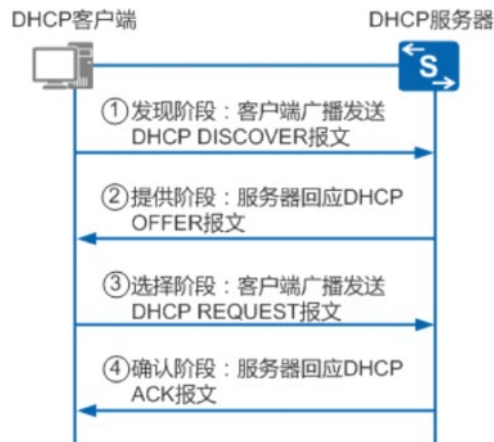 DHCP客户端
DHCP服务器
S
①发现阶段：客户端广播发送
DHCP DISCOVER报文
②提供阶段：服务器回应DHCP
OFFER报文
③选择阶段：客户端广播发送
DHCP REQUEST报文
④确认阶段：服务器回应DHCP
ACK报文